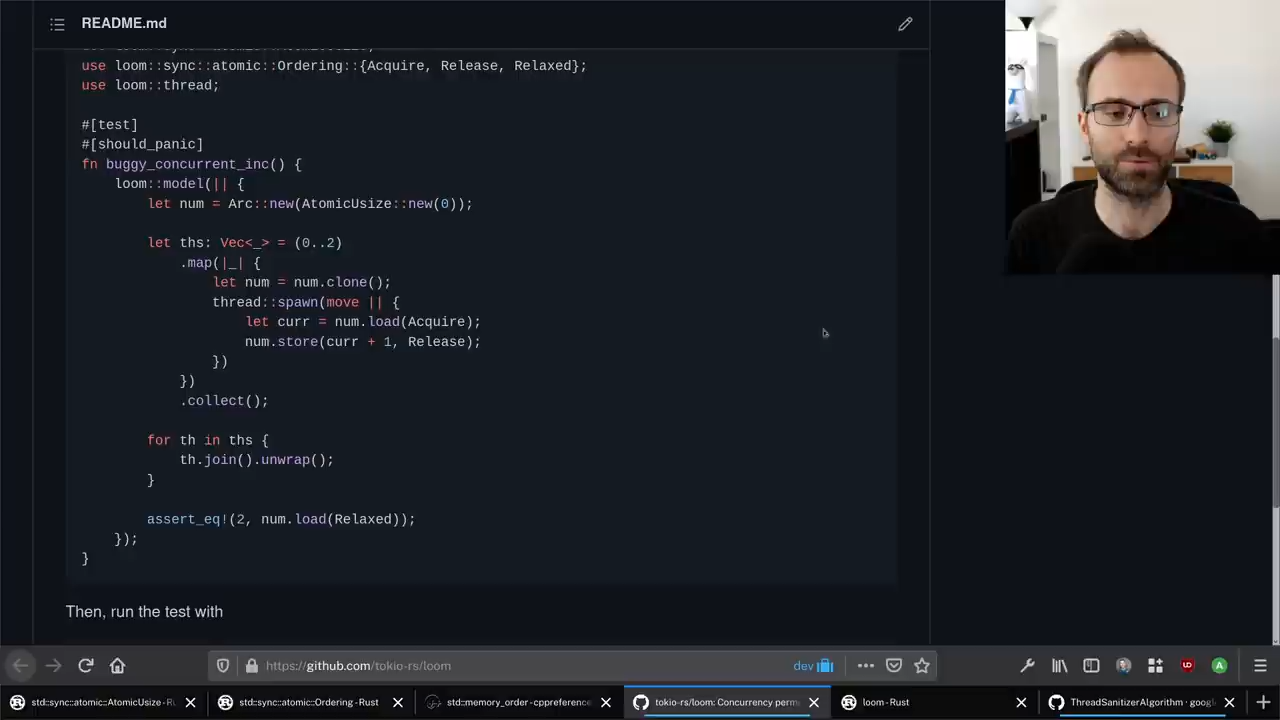 README.md
use loom::sync::atomic::Ordering::{Acquire, Release, Relaxed};
use loom::thread;
#[test]
#[should_panic]
fn buggy_concurrent_inc() {
loom::model(|| {
let num = Arc::new(AtomicUsize::new(0));
let ths: Vec<_> = (0..2)
.map(|_| {
let num = num.clone();
thread::spawn(move || {
let curr = num.load(Acquire);
num.store(curr + 1, Release);
})
})
.collect();
for th in ths {
th.join().unwrap();
}
assert_eq!(2, num.load(Relaxed));
});
}
Then, run the test with
https://github.com/tokio-rs/loom
dev
std::sync::atomic::AtomicUsize - Ru
std::sync::atomic::Ordering - Rust
std::memory_order - cppreference
tokio-rs/loom: Concurrency perm
loom - Rust
ThreadSanitizerAlgorithm · googl